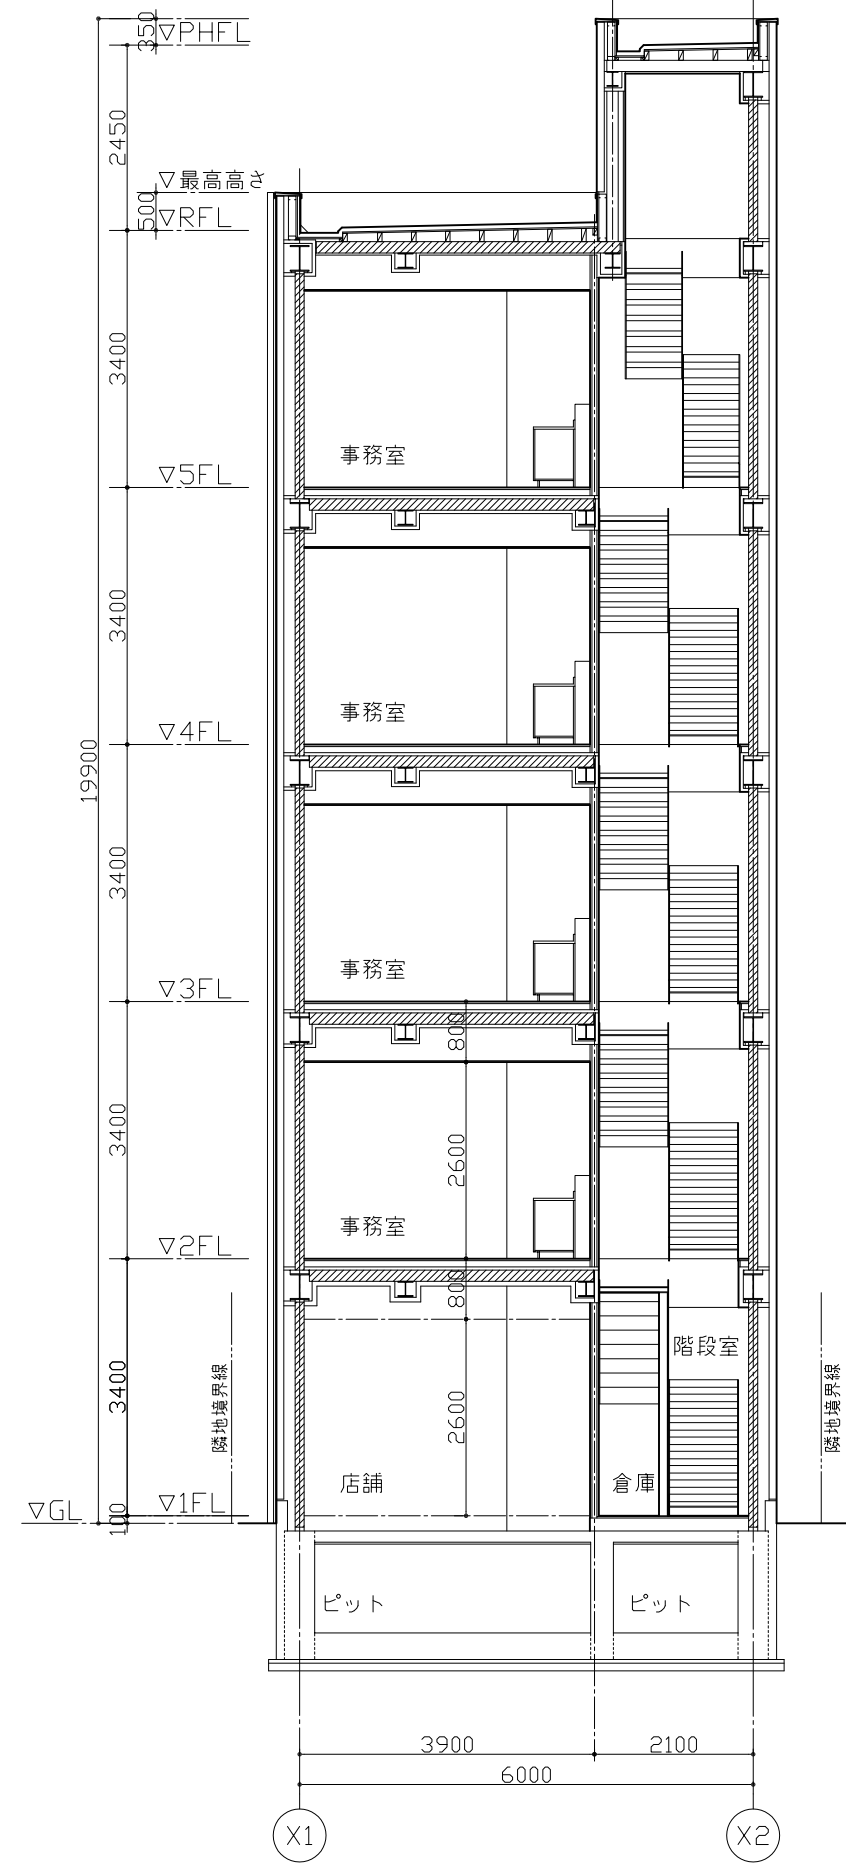 350
▽PHFL
2450
▽最高高さ
500
▽RFL
3400
事務室
▽5FL
3400
事務室
▽4FL
19900
3400
事務室
▽3FL
800
3400
2600
事務室
▽2FL
800
階段室
3400
隣地境界線
隣地境界線
2600
店舗
倉庫
▽1FL
▽GL
100
ピット
ピット
3900
2100
6000
X1
X2